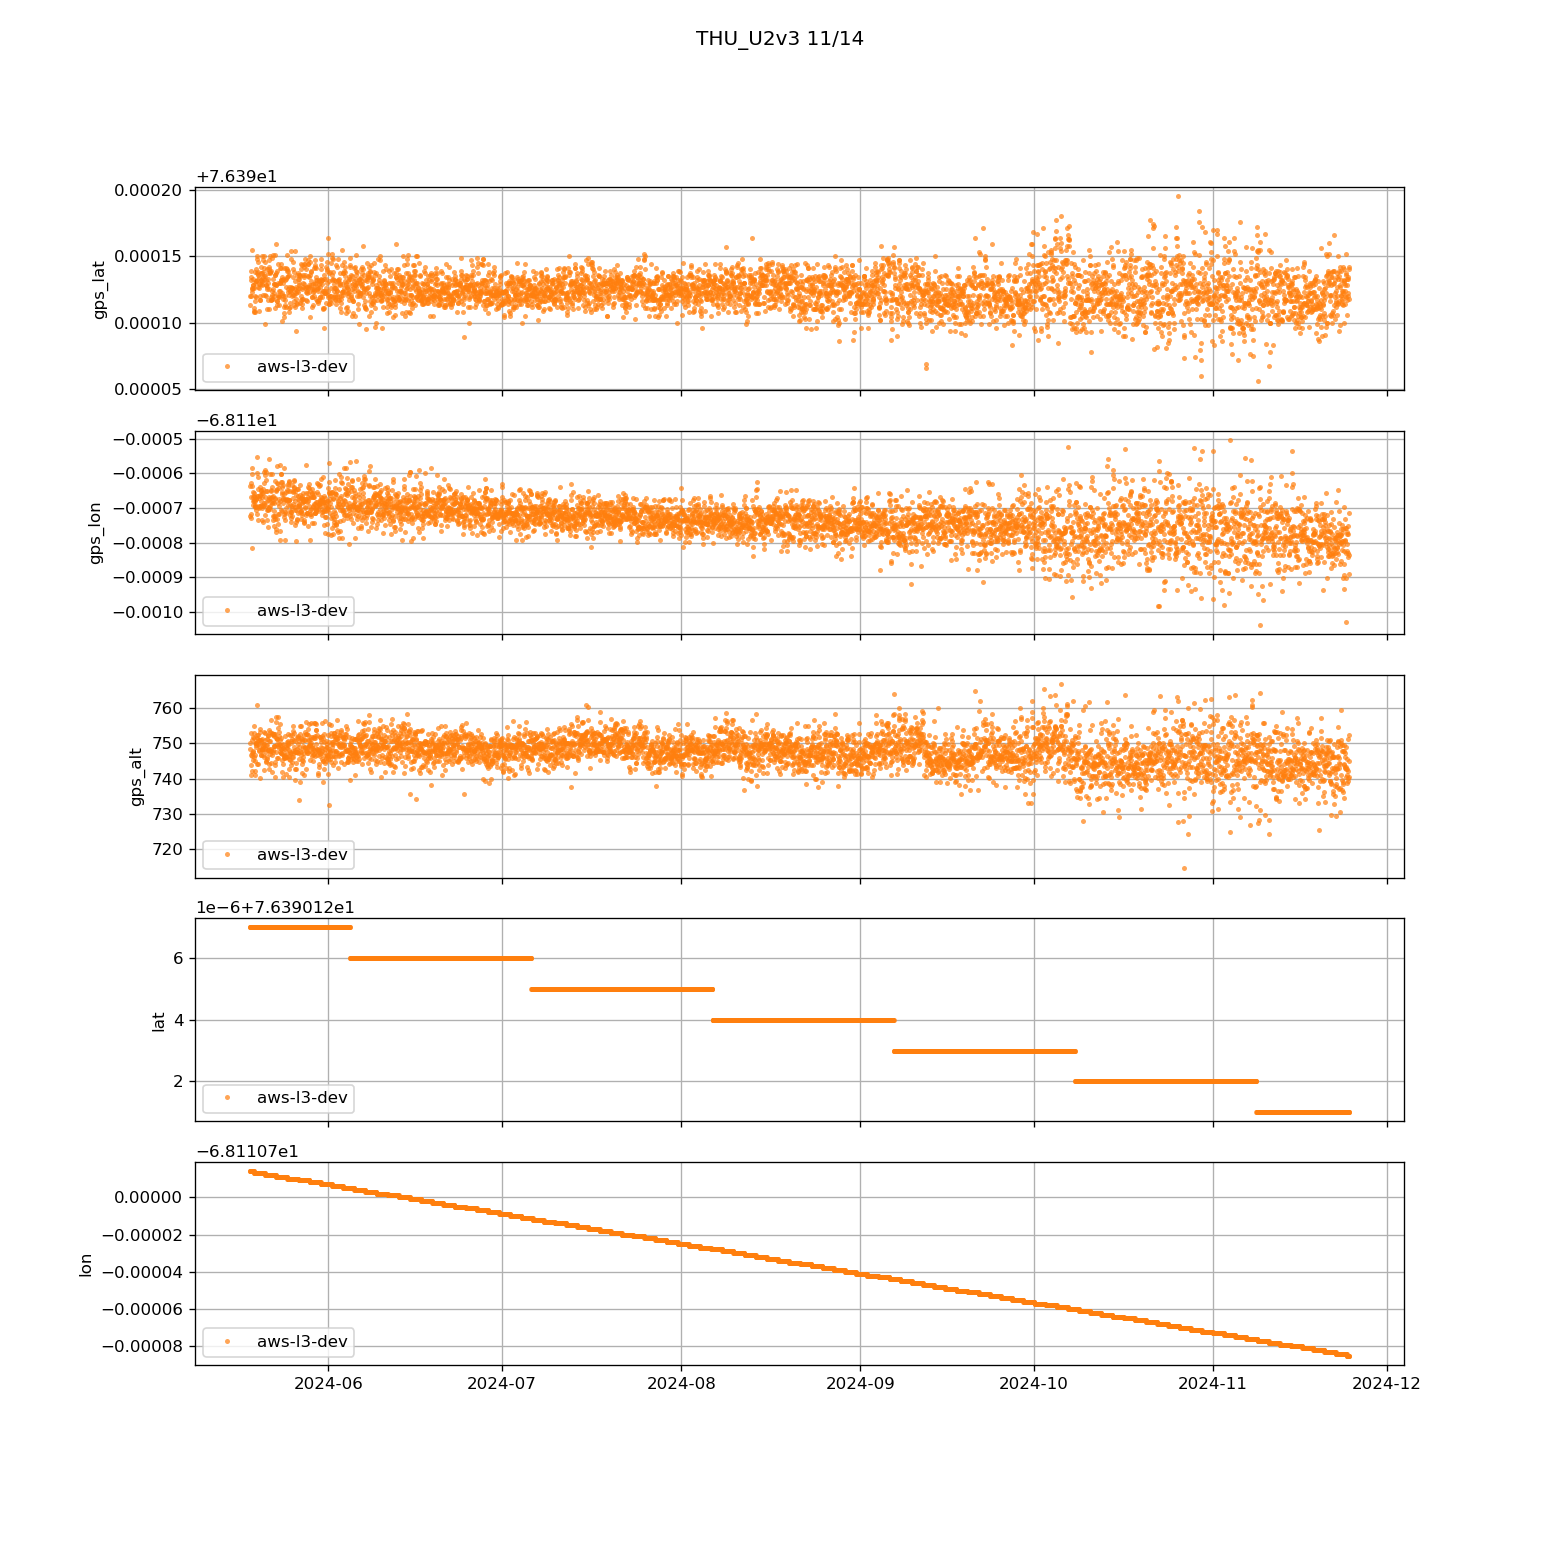 THU_U2v3 11/14
+7.639e1
0.00020
0.00015
0.00010
0.00005
gps_lat
aws-l3-dev
−6.811e1
−0.0005
−0.0006
−0.0007
−0.0008
−0.0009
−0.0010
gps_lon
aws-l3-dev
760
750
740
730
720
gps_alt
aws-l3-dev
1e−6+7.639012e1
6
4
2
lat
aws-l3-dev
−6.81107e1
0.00000
−0.00002
−0.00004
−0.00006
−0.00008
lon
aws-l3-dev
2024-06 2024-07 2024-08 2024-09 2024-10 2024-11 2024-12